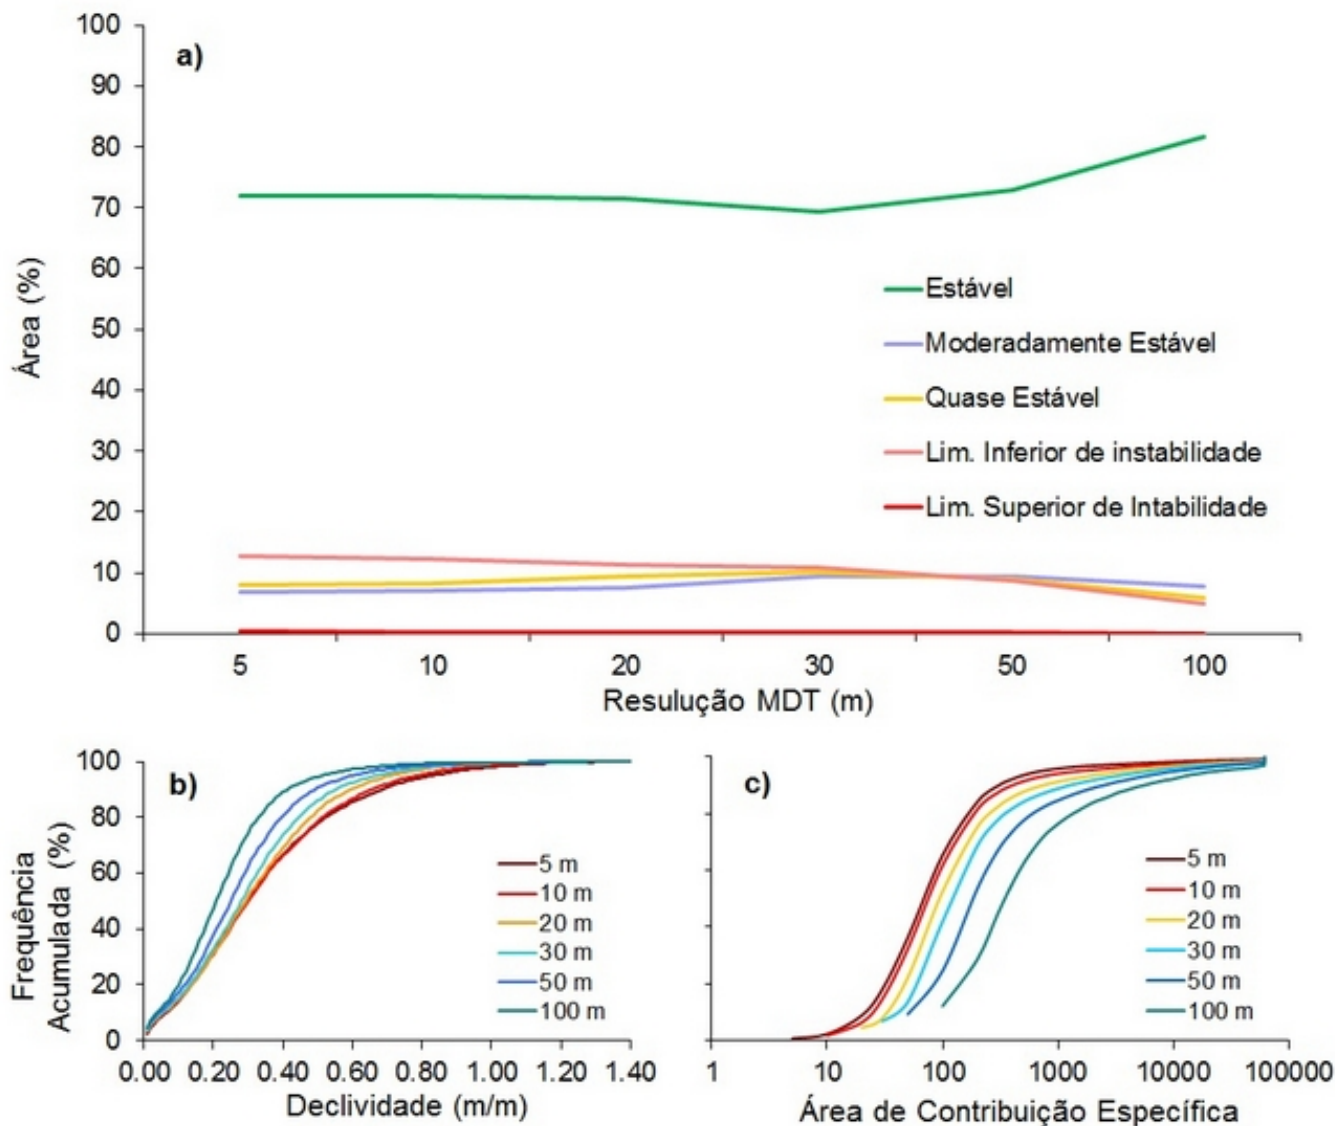 a)
100
90
80
70
60
50
40
30
20
10
0
Área (%)
Estável
Moderadamente Estável
Quase Estável
Lim. Inferior de instabilidade
Lim. Superior de Intabilidade
5 10 20 30 50 100
Resulução MDT (m)
b)
100
80
60
40
20
0
Frequência
Acumulada (%)
5 m
10 m
20 m
30 m
50 m
100 m
0.00 0.20 0.40 0.60 0.80 1.00 1.20 1.40
Declividade (m/m)
c)
5 m
10 m
20 m
30 m
50 m
100 m
1 10 100 1000 10000 100000
Área de Contribuição Específica